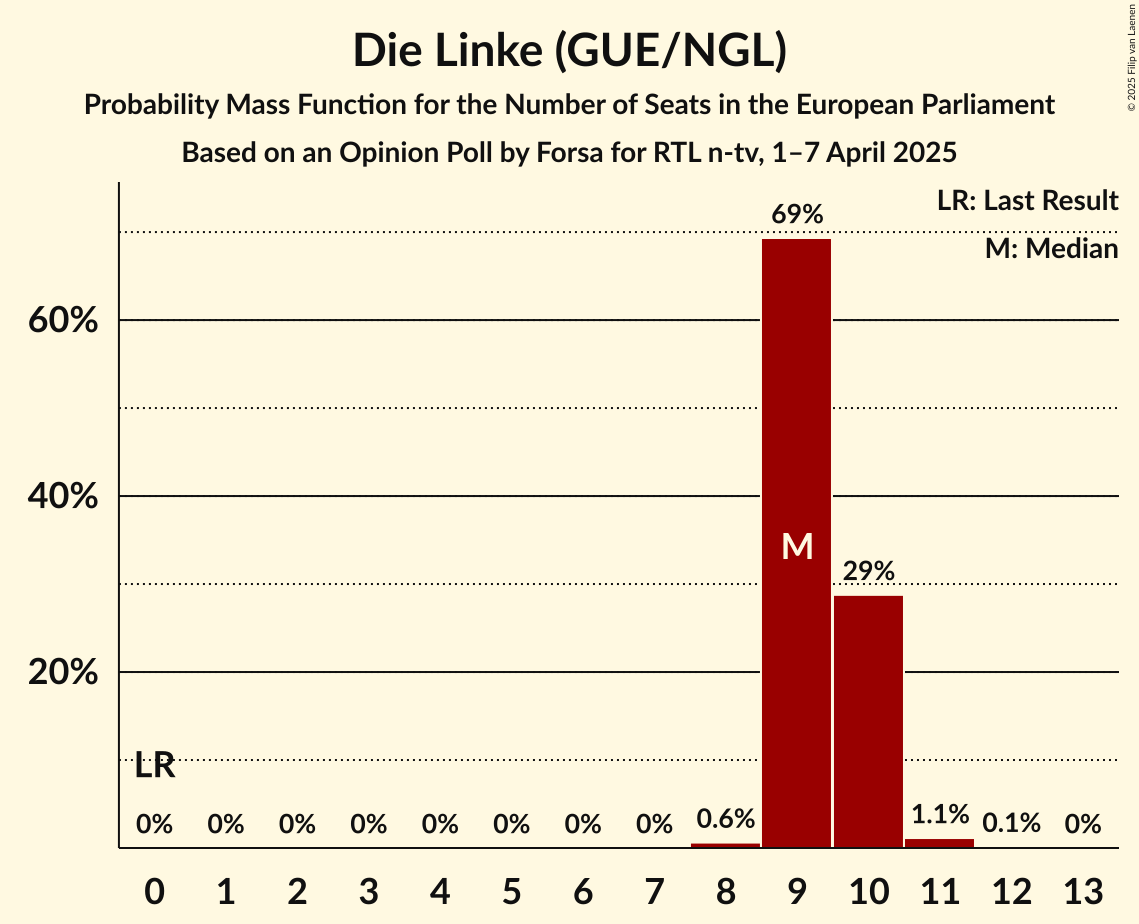 Die Linke (GUE/NGL)
Probability Mass Function for the Number of Seats in the European Parliament
Based on an Opinion Poll by Forsa for RTL n-tv, 1–7 April 2025
© 2025 Filip van Laenen
LR: Last Result
M: Median
60%
40%
20%
69%
M
29%
LR
0% 0% 0% 0% 0% 0% 0% 0% 0.6% 1.1% 0.1% 0%
0 1 2 3 4 5 6 7 8 9 10 11 12 13